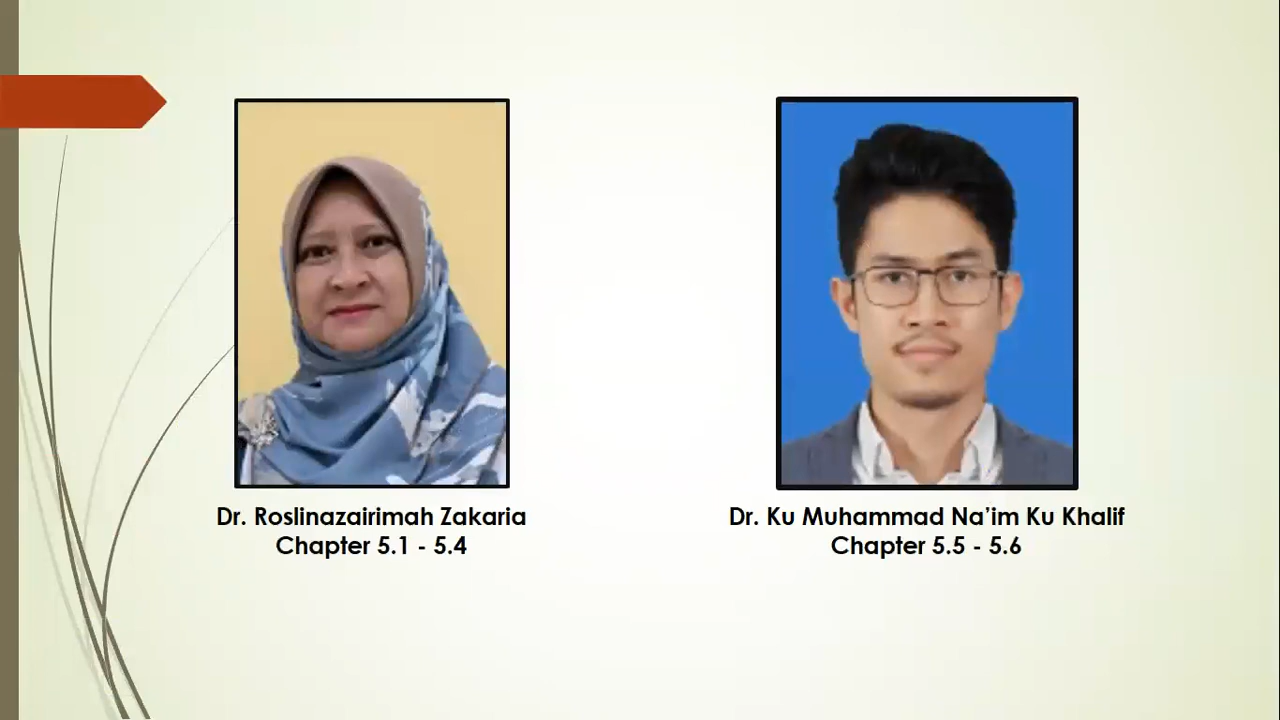 Dr. Roslinazairimah Zakaria
Chapter 5.1 - 5.4
Dr. Ku Muhammad Na’im Ku Khalif
Chapter 5.5 - 5.6